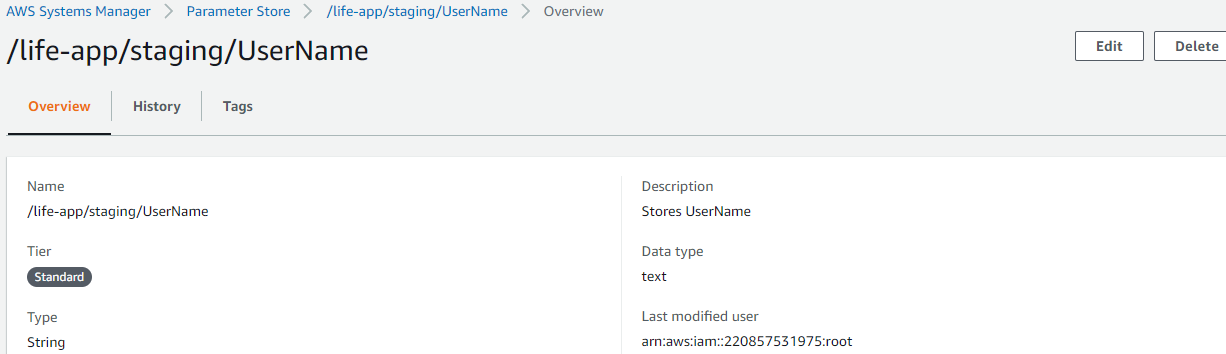 AWS Systems Manager > Parameter Store > /life-app/staging/UserName > Overview
/life-app/staging/UserName
Edit
Delete
Overview
History
Tags
Name
/life-app/staging/UserName
Tier
Standard
Type
String
Description
Stores UserName
Data type
text
Last modified user
arn:aws:iam::220857531975:root